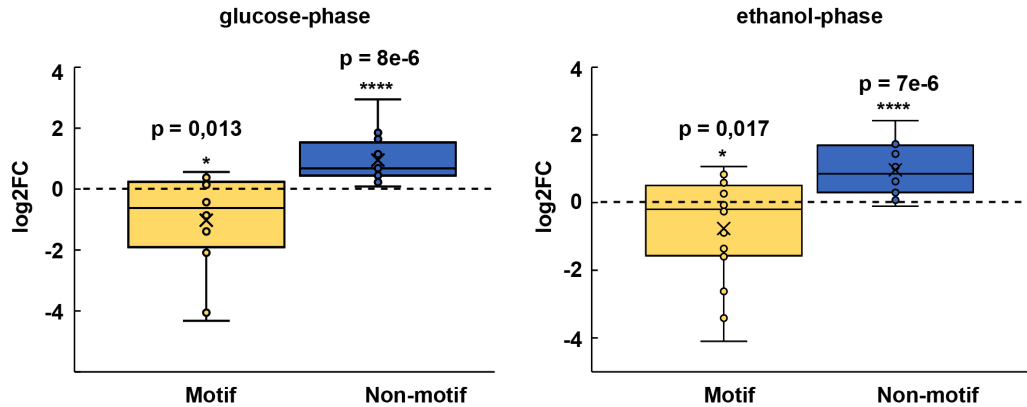 glucose-phase
p = 8e-6
****
p = 0,013
*
4
2
0
-2
-4
log2FC
Motif
Non-motif
ethanol-phase
p = 7e-6
****
p = 0,017
*
4
2
0
-2
-4
log2FC
Motif
Non-motif